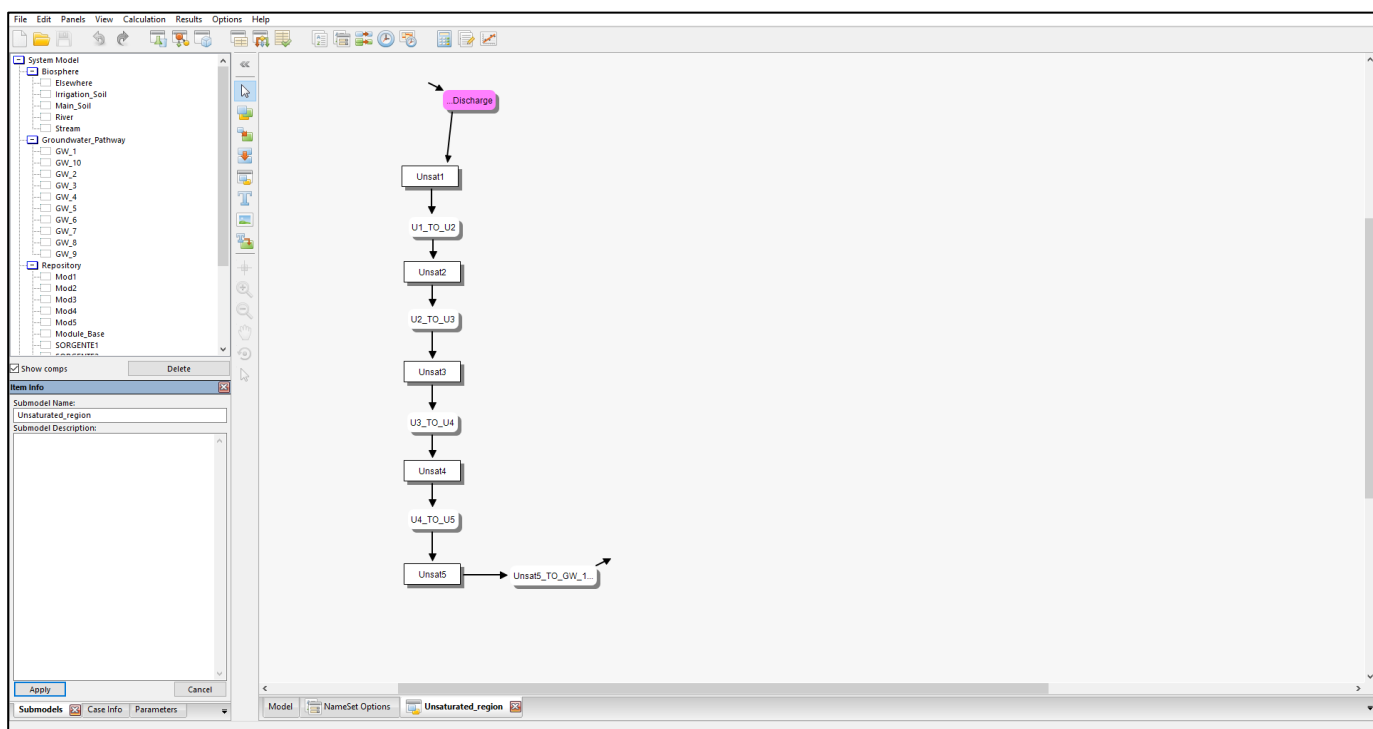 File Edit Panels View Calculation Results Options Help
System Model
Biosphere
Elsewhere
Irrigation_Soil
Main_Soil
River
Stream
Groundwater_Pathway
GW_1
GW_10
GW_2
GW_3
GW_4
GW_5
GW_6
GW_7
GW_8
GW_9
Repository
Mod1
Mod2
Mod3
Mod4
Mod5
Module_Base
SORGENTE1
Show comps
Delete
Item Info
Submodel Name:
Unsaturated_region
Submodel Description:
Apply
Cancel
Submodels
Case Info
Parameters
...Discharge
Unsat1
U1_TO_U2
Unsat2
U2_TO_U3
Unsat3
U3_TO_U4
Unsat4
U4_TO_U5
Unsat5
Unsat5_TO_GW_1...
Model
NameSet Options
Unsaturated_region